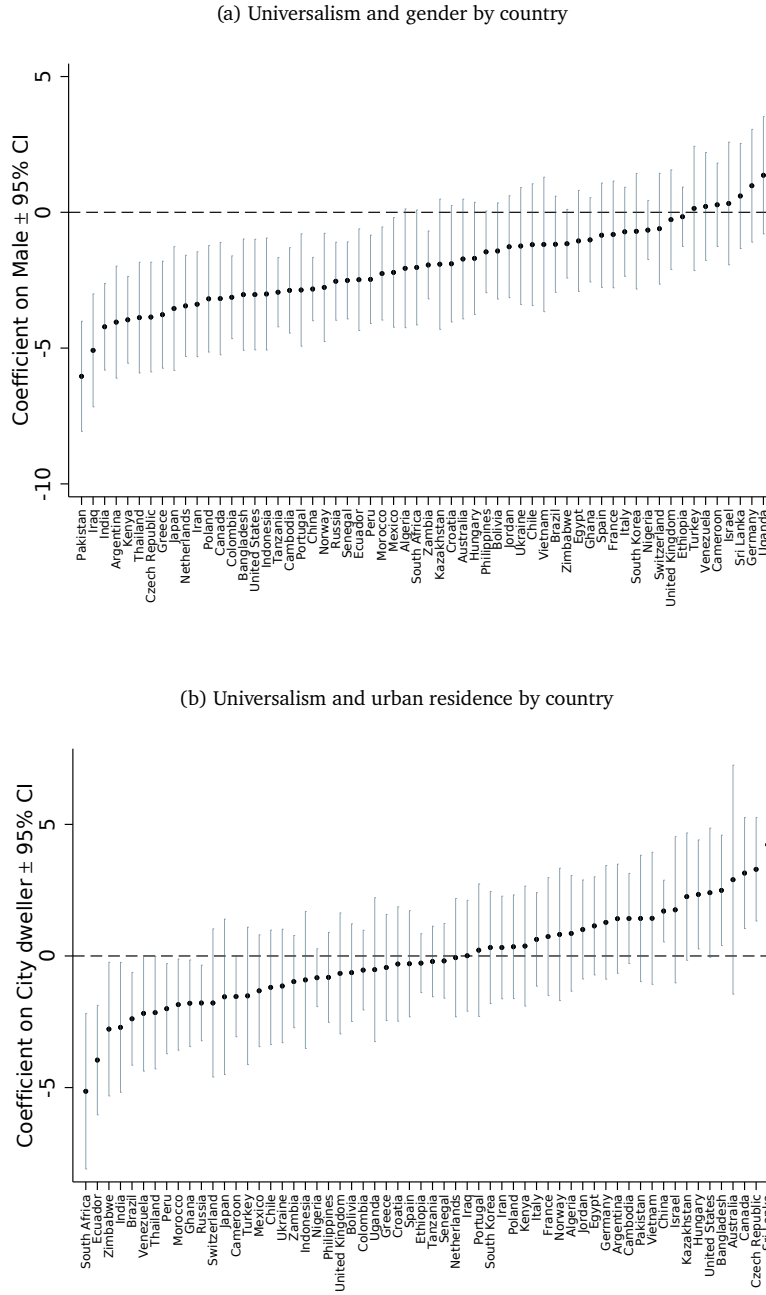 (a) Universalism and gender by country
Coefficient on Male ± 95% CI
5
0
-5
-10
Pakistan
Iraq
India
Argentina
Kenya
Thailand
Czech Republic
Greece
Japan
Netherlands
Iran
Poland
Canada
Colombia
Bangladesh
United States
Indonesia
Tanzania
Cambodia
Portugal
China
Norway
Russia
Senegal
Ecuador
Peru
Morocco
Mexico
Algeria
South Africa
Zambia
Kazakhstan
Croatia
Australia
Hungary
Philippines
Bolivia
Jordan
Ukraine
Chile
Vietnam
Brazil
Zimbabwe
Egypt
Ghana
Spain
France
Italy
South Korea
Nigeria
Switzerland
United Kingdom
Ethiopia
Turkey
Venezuela
Cameroon
Israel
Sri Lanka
Germany
Uganda
(b) Universalism and urban residence by country
Coefficient on City dweller ± 95% CI
5
0
-5
South Africa
Ecuador
Zimbabwe
India
Brazil
Venezuela
Thailand
Peru
Morocco
Ghana
Russia
Switzerland
Japan
Cameroon
Turkey
Mexico
Chile
Ukraine
Zambia
Indonesia
Nigeria
Philippines
United Kingdom
Bolivia
Colombia
Uganda
Greece
Croatia
Spain
Ethiopia
Tanzania
Senegal
Netherlands
Iraq
Portugal
South Korea
Iran
Poland
Kenya
Italy
France
Norway
Algeria
Jordan
Egypt
Germany
Argentina
Cambodia
Pakistan
Vietnam
China
Israel
Kazakhstan
Hungary
United States
Bangladesh
Australia
Canada
Czech Republic